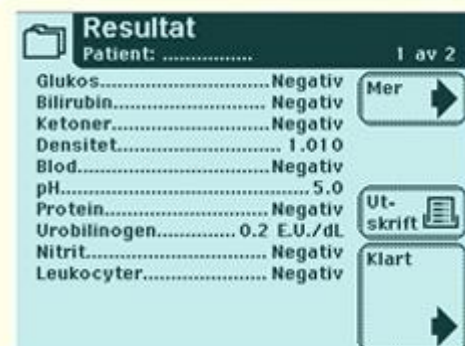 Resultat
Patient: ................ 1 av 2
Glukos............................Negativ
Bilirubin.......................... Negativ
Ketoner...........................Negativ
Densitet............................ 1.010
Blod................................Negativ
pH......................................5.0
Protein............................ Negativ
Urobilinogen............. 0.2 E.U./dL
Nitrit............................... Negativ
Leukocyter..................... Negativ
Mer
Ut-
skrift
Klart